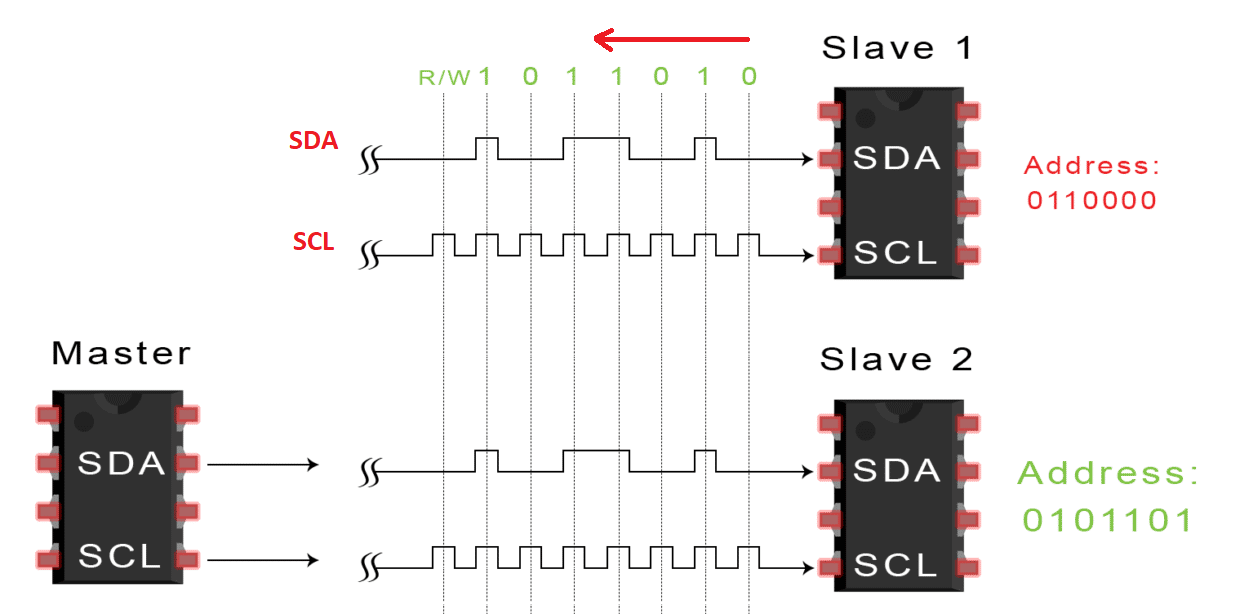 Slave 1
R/W 1 0 1 1 0 1 0
SDA
SDA
Address:
0110000
SCL
SCL
Master
Slave 2
SDA
SDA
Address:
0101101
SCL
SCL